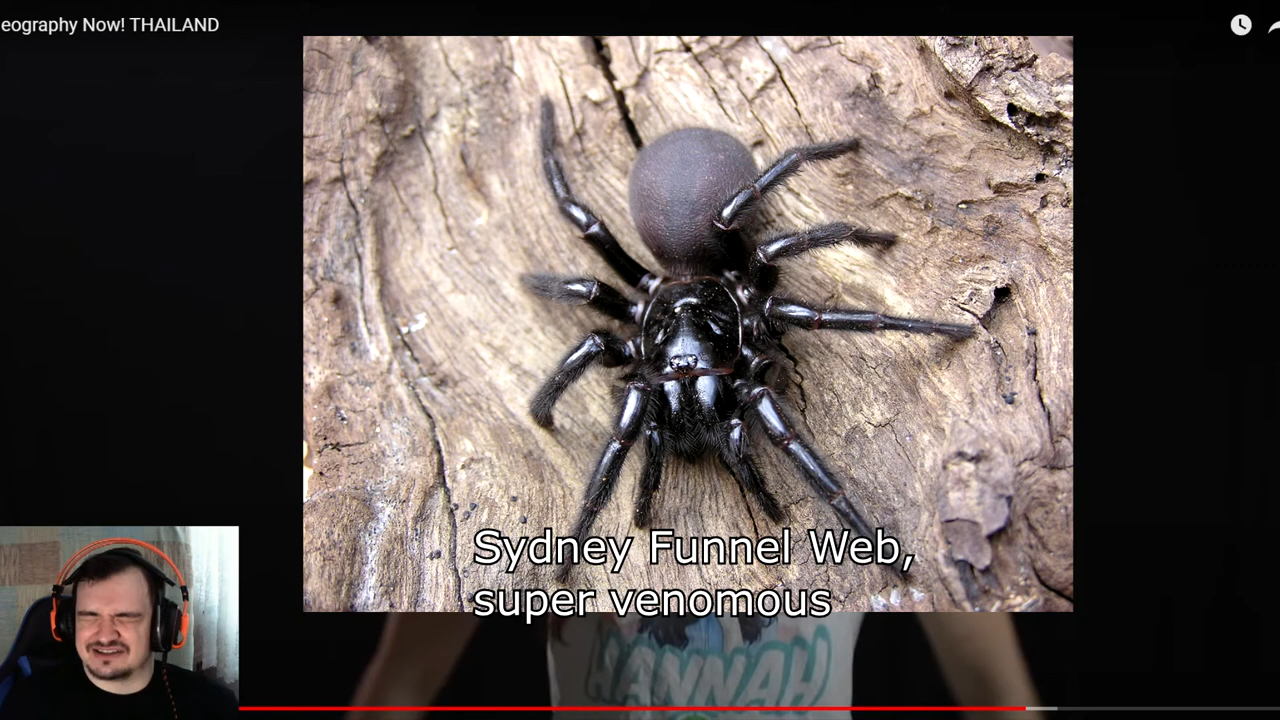 eography Now! THAILAND
Sydney Funnel Web,
super venomous
HANNAH